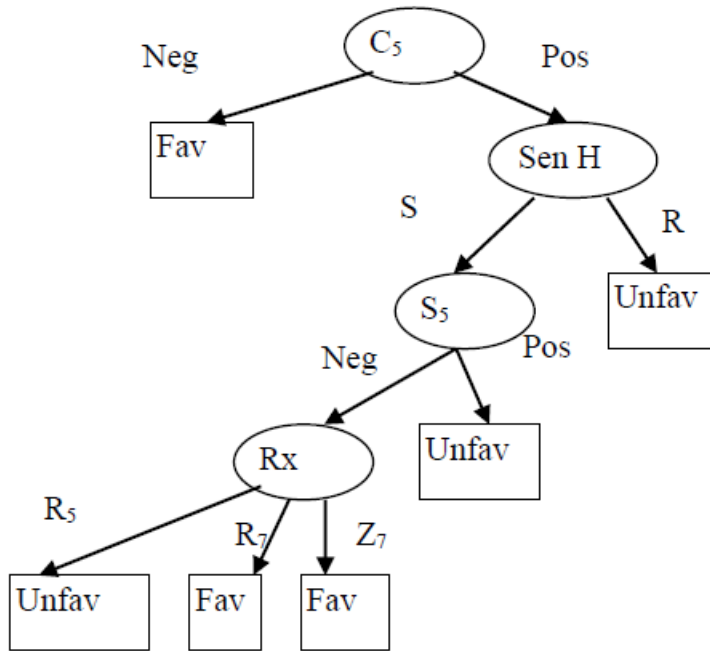 C₅
Neg
Pos
Fav
Sen H
S
R
Unfav
S₅
Neg
Pos
Unfav
Rx
R₅
R₇
Z₇
Unfav
Fav
Fav